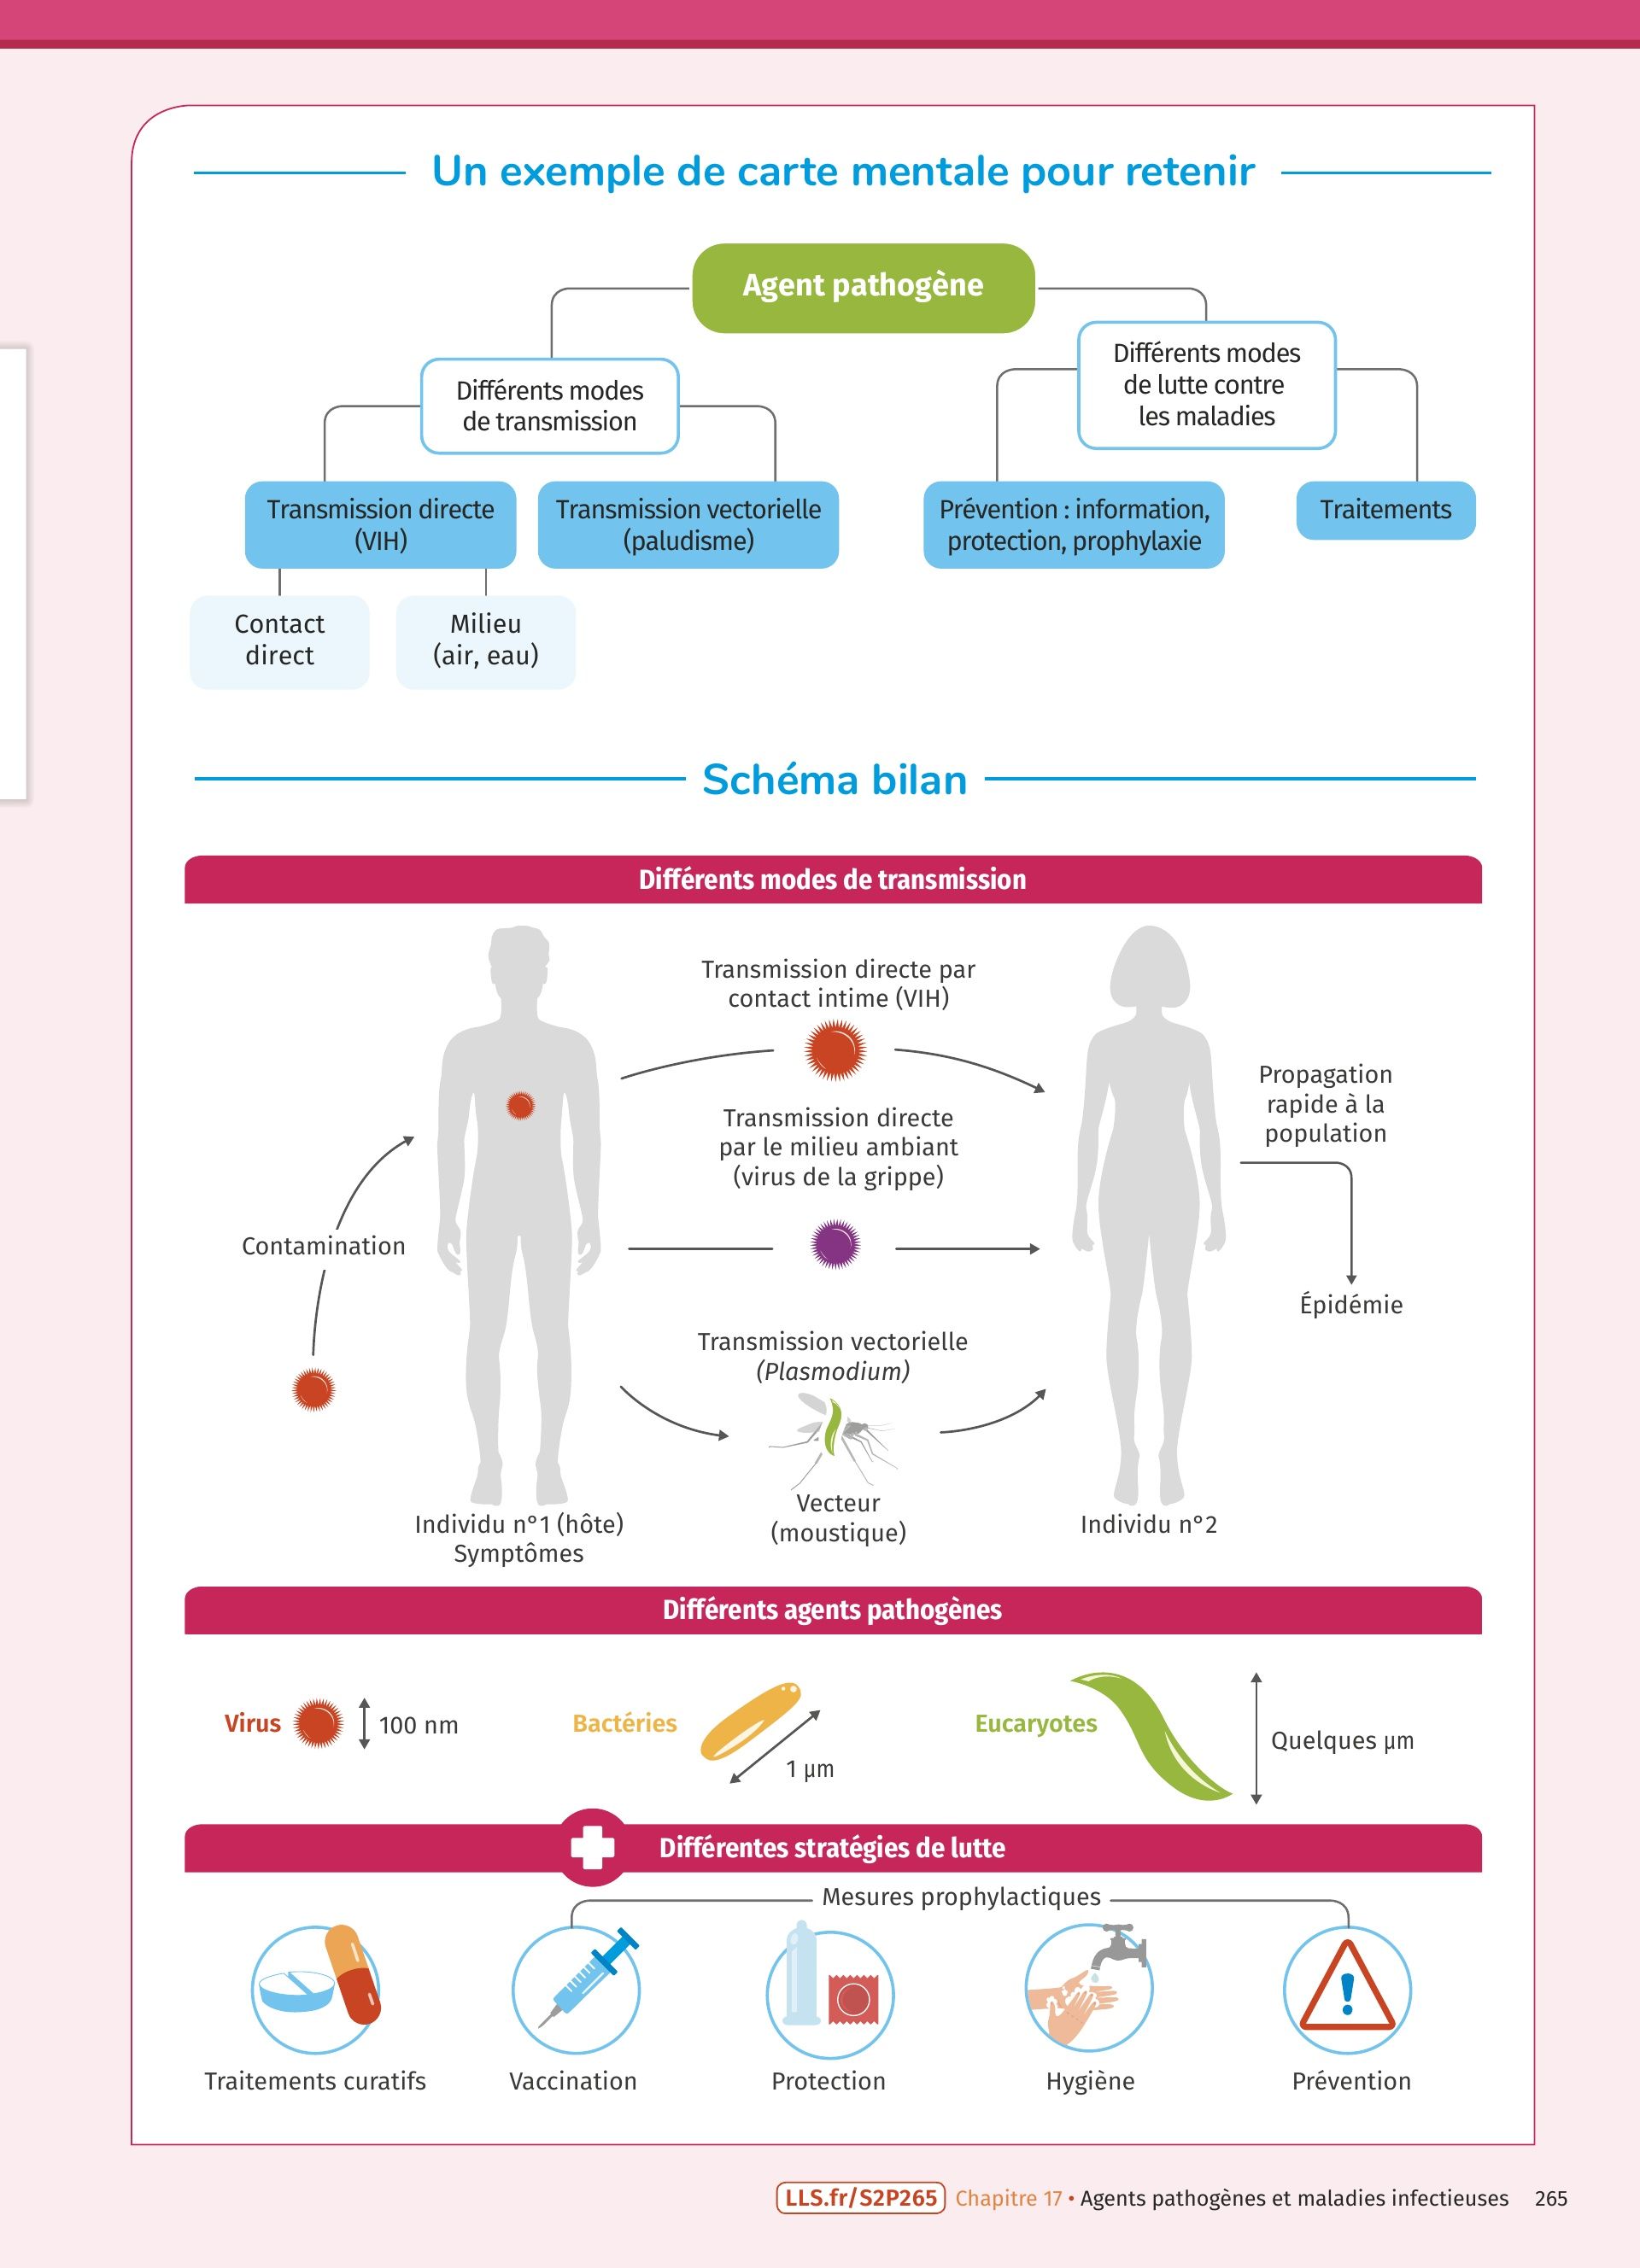 Un exemple de carte mentale pour retenir
Agent pathogène
Différents modes
de transmission
Différents modes
de lutte contre
les maladies
Transmission directe
(VIH)
Transmission vectorielle
(paludisme)
Prévention : information,
protection, prophylaxie
Traitements
Contact
direct
Milieu
(air, eau)
Schéma bilan
Différents modes de transmission
Transmission directe par
contact intime (VIH)
Transmission directe
par le milieu ambiant
(virus de la grippe)
Propagation
rapide à la
population
Contamination
Épidémie
Transmission vectorielle
(Plasmodium)
Vecteur
(moustique)
Individu n°1 (hôte)
Symptômes
Individu n°2
Différents agents pathogènes
Virus
100 nm
Bactéries
1 µm
Eucaryotes
Quelques µm
Différentes stratégies de lutte
Mesures prophylactiques
Traitements curatifs
Vaccination
Protection
Hygiène
Prévention
LLS.fr/S2P265 Chapitre 17 • Agents pathogènes et maladies infectieuses 265